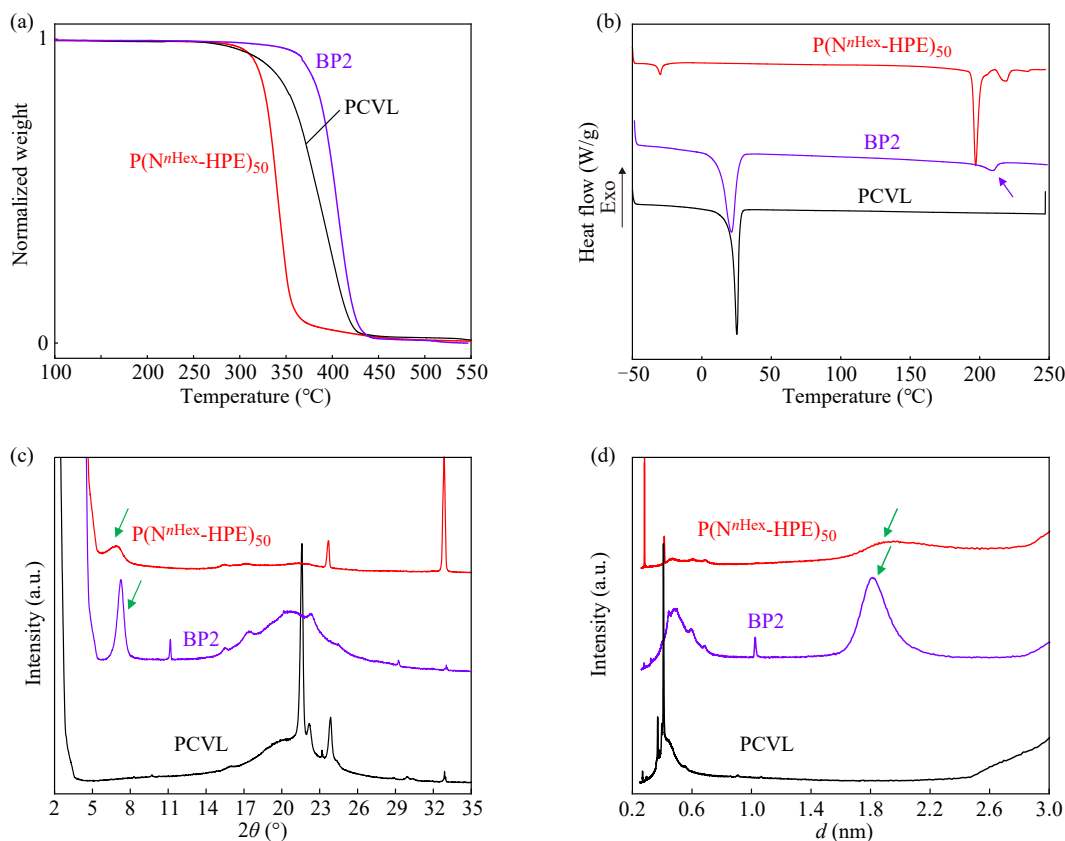 (a)
1
Normalized weight
0
BP2
PCVL
P(Nⁿᴴᵉˣ-HPE)₅₀
100 200 300 350 400 450 550
Temperature (℃)
(b)
P(Nⁿᴴᵉˣ-HPE)₅₀
BP2
PCVL
Heat flow (W/g)
Exo
−50 0 50 100 150 200 250
Temperature (℃)
(c)
P(Nⁿᴴᵉˣ-HPE)₅₀
BP2
PCVL
Intensity (a.u.)
2 5 8 11 14 17 20 21 23 26 29 32 35
2θ (°)
(d)
P(Nⁿᴴᵉˣ-HPE)₅₀
BP2
PCVL
Intensity (a.u.)
0.2 0.6 1.0 1.4 1.8 2.2 2.6 3.0
d (nm)